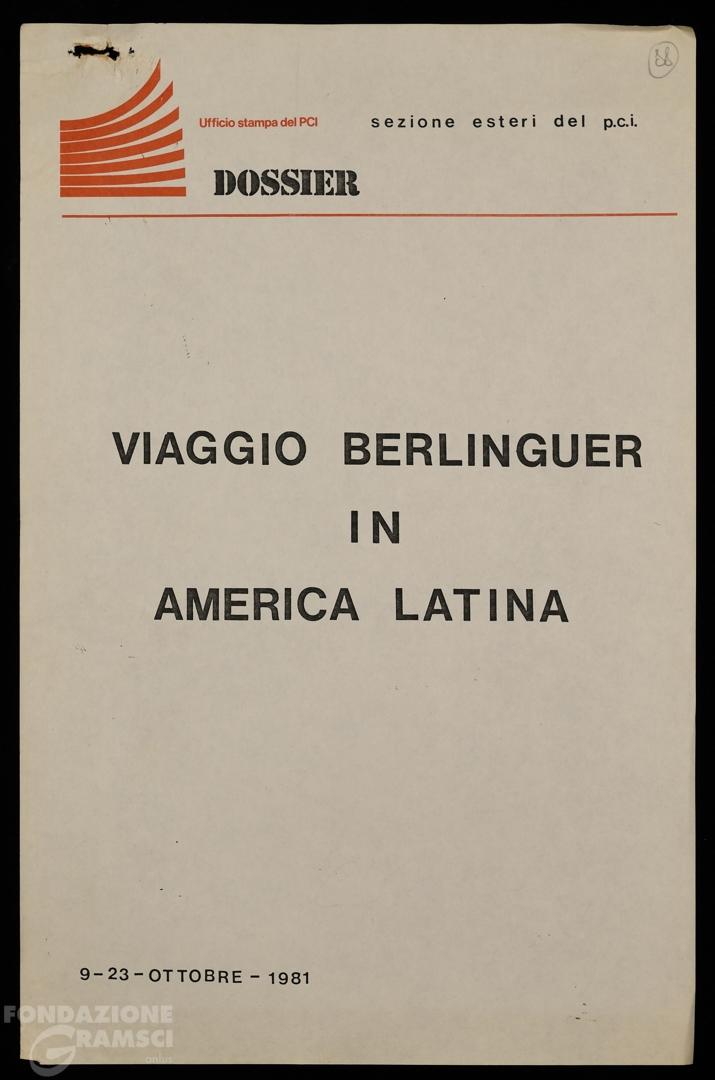 88
Ufficio stampa del PCI sezione esteri del p.c.i.
DOSSIER
VIAGGIO BERLINGUER
IN
AMERICA LATINA
9-23-OTTOBRE-1981
FONDAZIONE
GRAMSCI
onlus